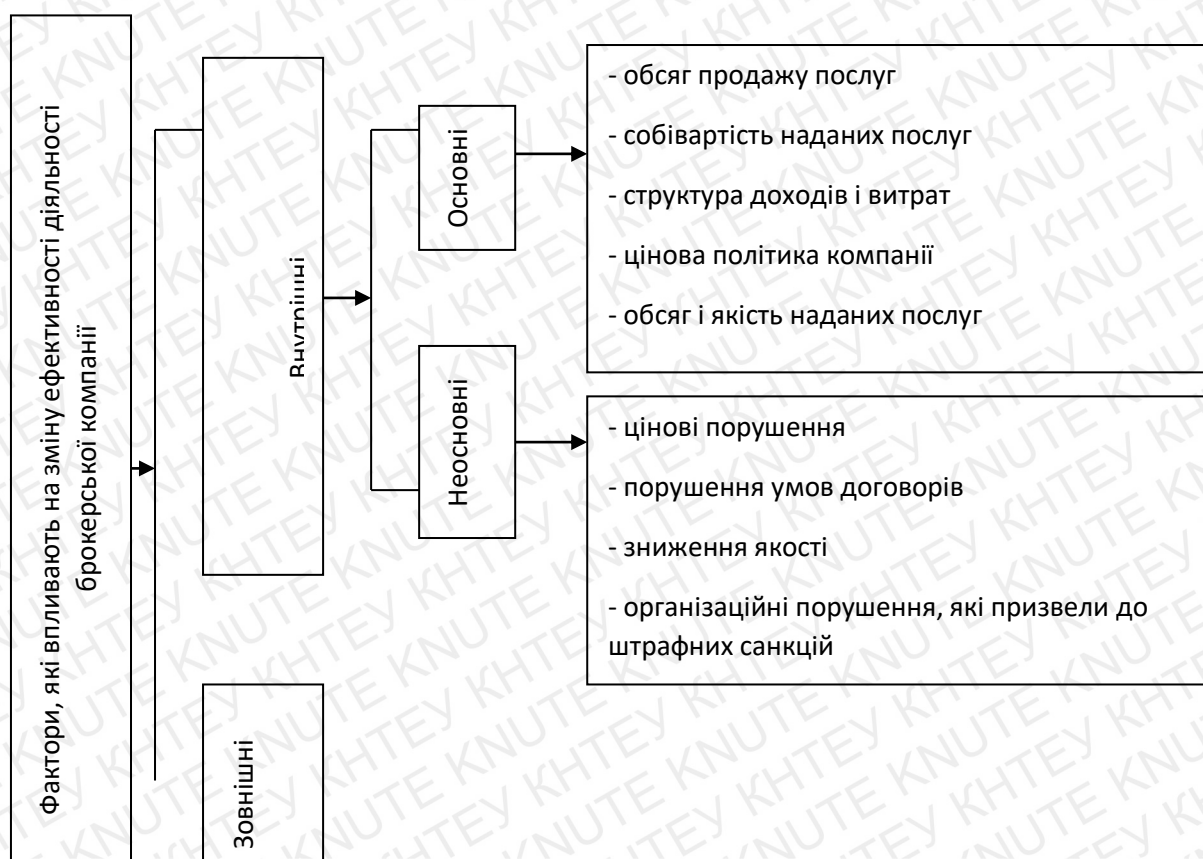 Фактори, які впливають на зміну ефективності діяльності
брокерської компанії
Внутрішні
Зовнішні
Основні
Неосновні
- обсяг продажу послуг
- собівартість наданих послуг
- структура доходів і витрат
- цінова політика компанії
- обсяг і якість наданих послуг
- цінові порушення
- порушення умов договорів
- зниження якості
- організаційні порушення, які призвели до
штрафних санкцій
KHTEY KNUTE